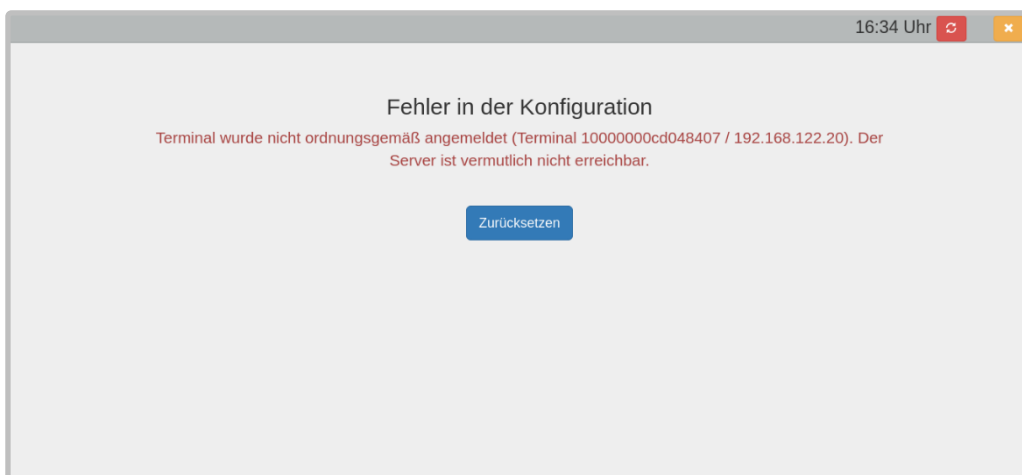 16:34 Uhr
Fehler in der Konfiguration
Terminal wurde nicht ordnungsgemäß angemeldet (Terminal 10000000cd048407 / 192.168.122.20). Der
Server ist vermutlich nicht erreichbar.
Zurücksetzen